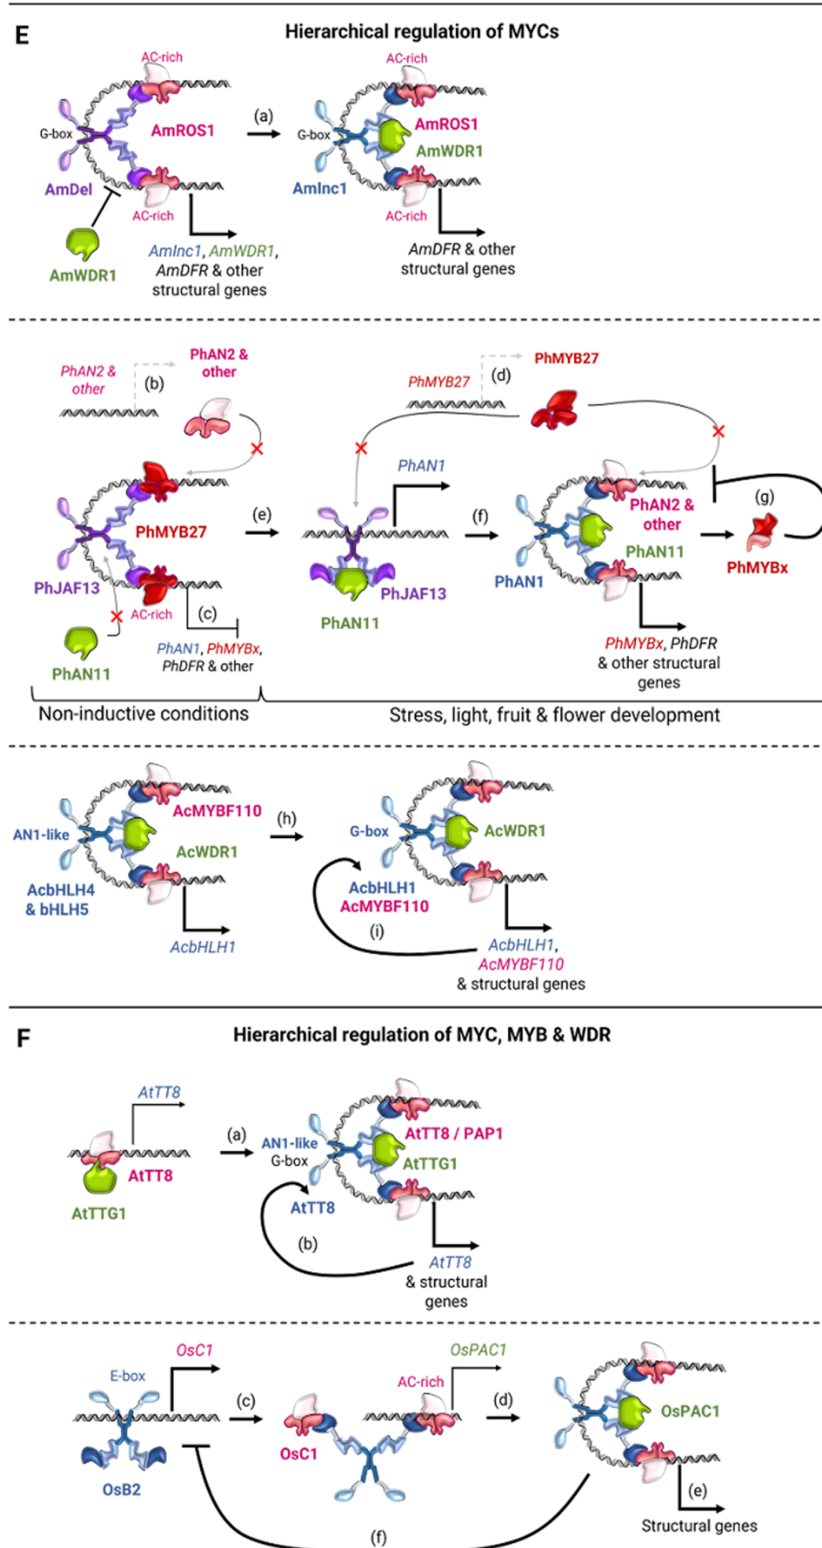 E
Hierarchical regulation of MYCs
AC-rich
G-box
AmROS1
AmDel
AC-rich
AmWDR1
AmInc1, AmWDR1,
AmDFR & other
structural genes
(a)
AC-rich
G-box
AmROS1
AmWDR1
AmInc1
AC-rich
AmDFR & other
structural genes
PhAN2 &
other
(b)
PhAN2 &
other
PhMYB27
PhJAF13
AC-rich
PhAN11
(c)
PhAN1, PhMYBx,
PhDFR & other
(e)
PhMYB27
(d)
PhMYB27
PhAN1
PhJAF13
PhAN11
(f)
PhAN2 &
other
PhAN11
PhAN1
(g)
PhMYBx
PhMYBx, PhDFR
& other structural
genes
Non-inductive conditions
Stress, light, fruit & flower development
AcMYBF110
AN1-like
AcWDR1
AcbHLH4
& bHLH5
AcbHLH1
(h)
G-box
AcWDR1
AcbHLH1
AcMYBF110
(i)
AcbHLH1,
AcMYBF110
& structural genes
F
Hierarchical regulation of MYC, MYB & WDR
AtTT8
AtTT8
AtTTG1
(a)
AN1-like
G-box
AtTT8 / PAP1
AtTTG1
AtTT8
(b)
AtTT8
& structural
genes
E-box
OsC1
OsB2
(c)
OsC1
AC-rich
OsPAC1
(d)
OsPAC1
(e)
Structural genes
(f)